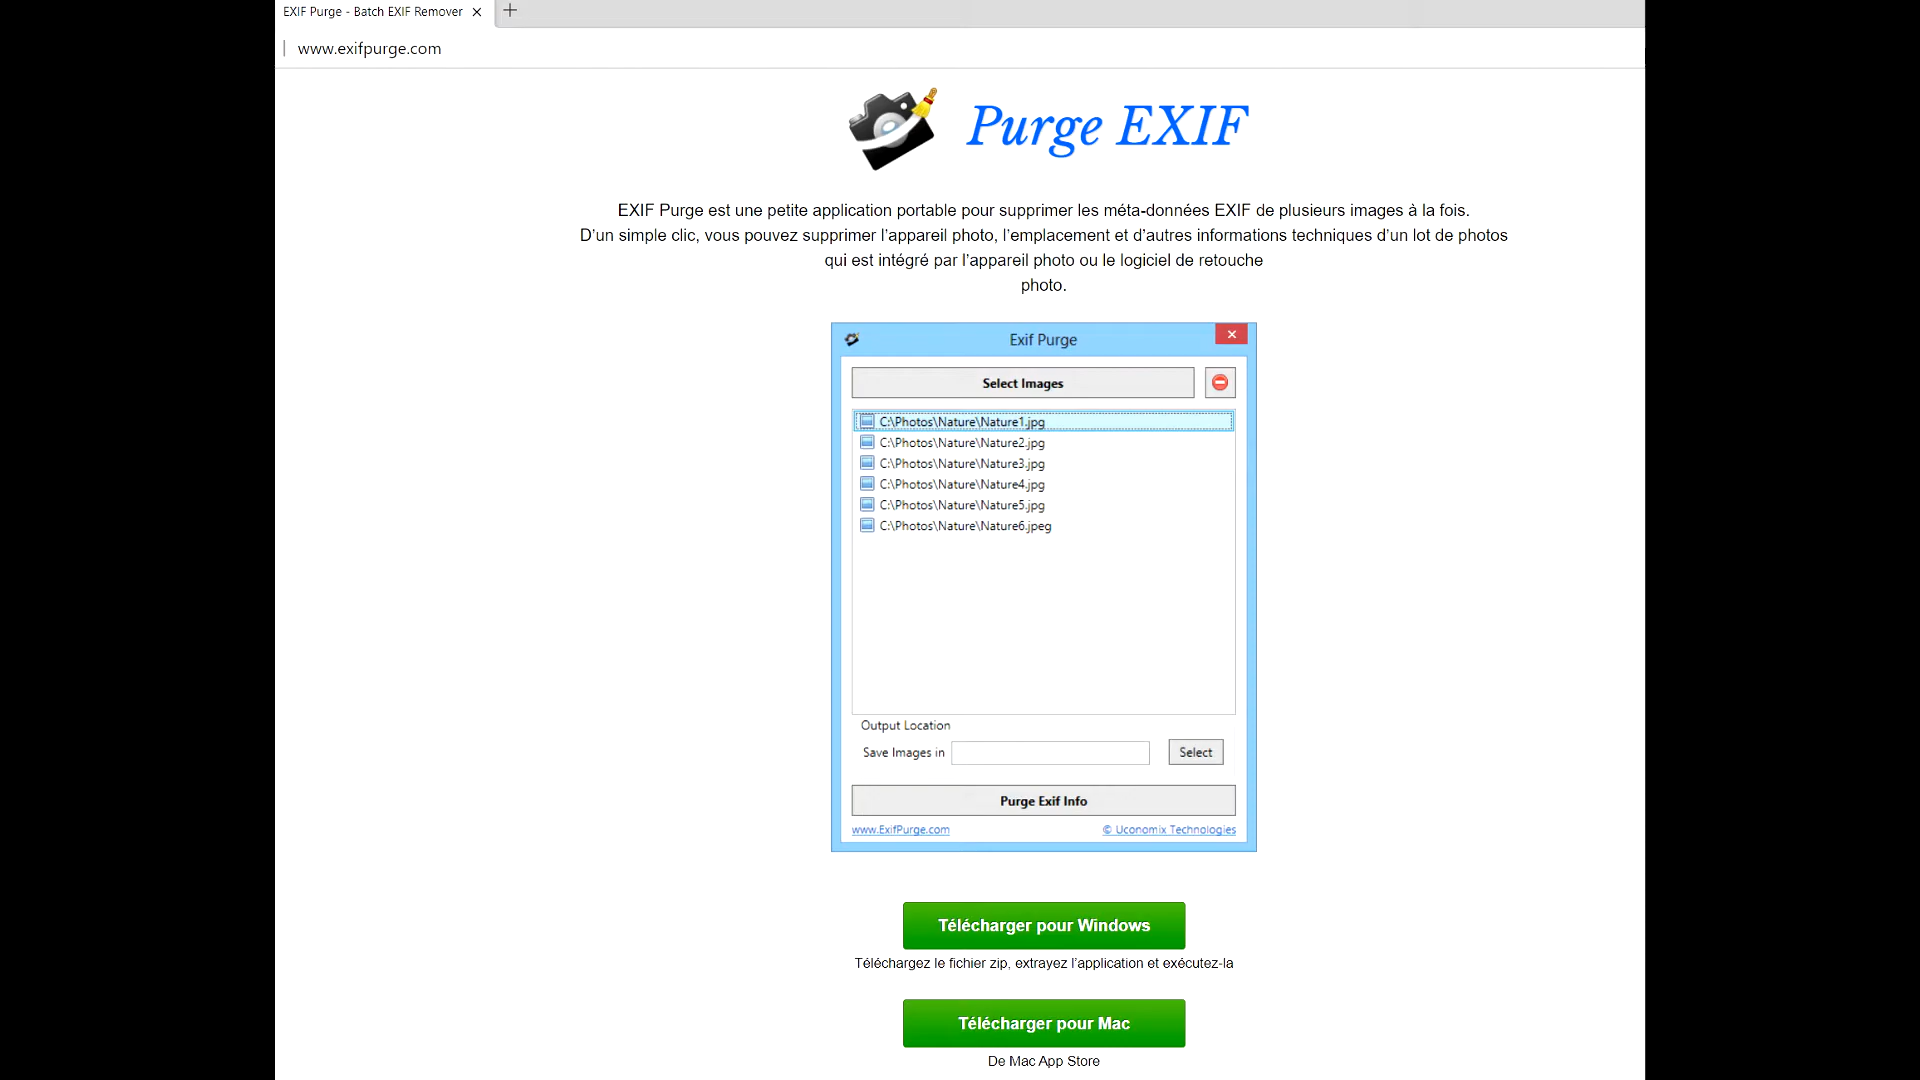 EXIF Purge - Batch EXIF Remover
www.exifpurge.com
Purge EXIF
EXIF Purge est une petite application portable pour supprimer les méta-données EXIF de plusieurs images à la fois.
D’un simple clic, vous pouvez supprimer l’appareil photo, l’emplacement et d’autres informations techniques d’un lot de photos
qui est intégré par l’appareil photo ou le logiciel de retouche
photo.
Exif Purge
Select Images
C:\Photos\Nature\Nature1.jpg
C:\Photos\Nature\Nature2.jpg
C:\Photos\Nature\Nature3.jpg
C:\Photos\Nature\Nature4.jpg
C:\Photos\Nature\Nature5.jpg
C:\Photos\Nature\Nature6.jpeg
Output Location
Save Images in
Select
Purge Exif Info
www.ExifPurge.com
© Uconomix Technologies
Télécharger pour Windows
Téléchargez le fichier zip, extrayez l’application et exécutez-la
Télécharger pour Mac
De Mac App Store